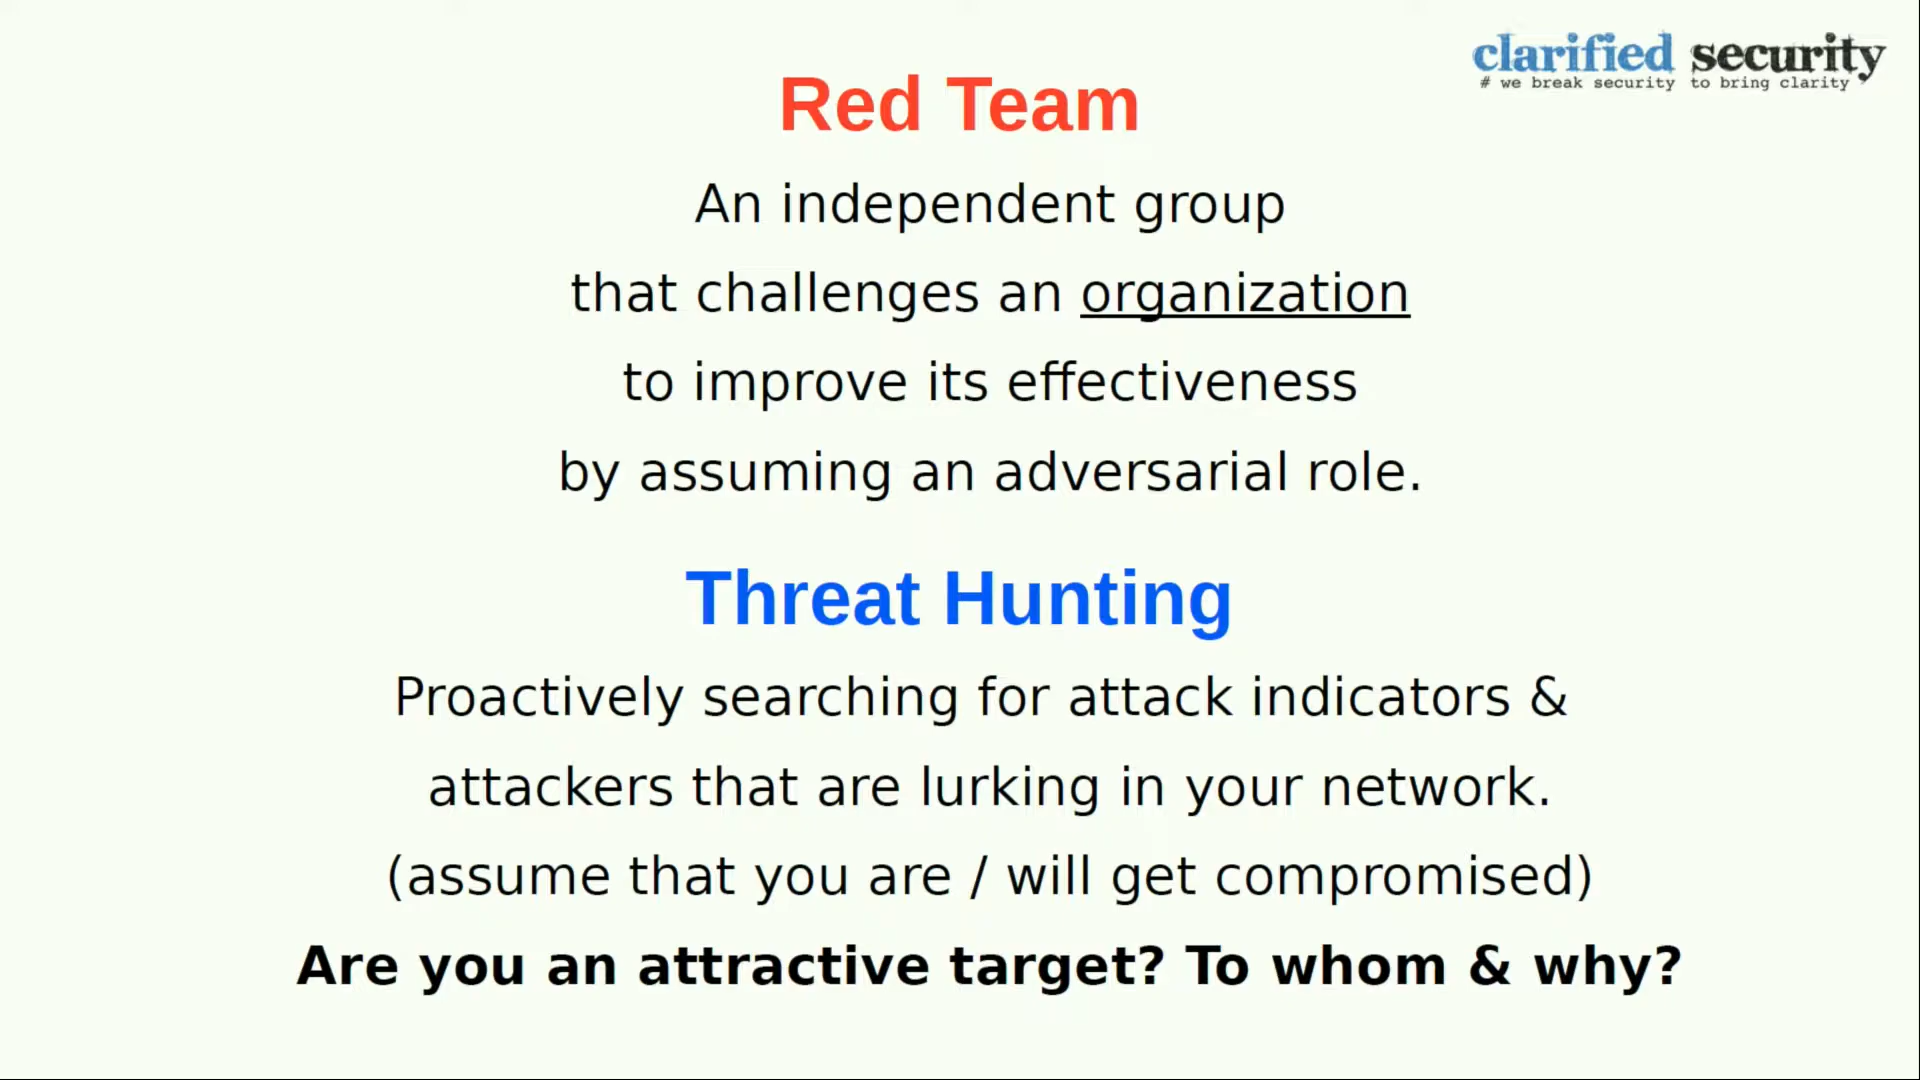 clarified security
# we break security to bring clarity
Red Team
An independent group
that challenges an organization
to improve its effectiveness
by assuming an adversarial role.
Threat Hunting
Proactively searching for attack indicators &
attackers that are lurking in your network.
(assume that you are / will get compromised)
Are you an attractive target? To whom & why?